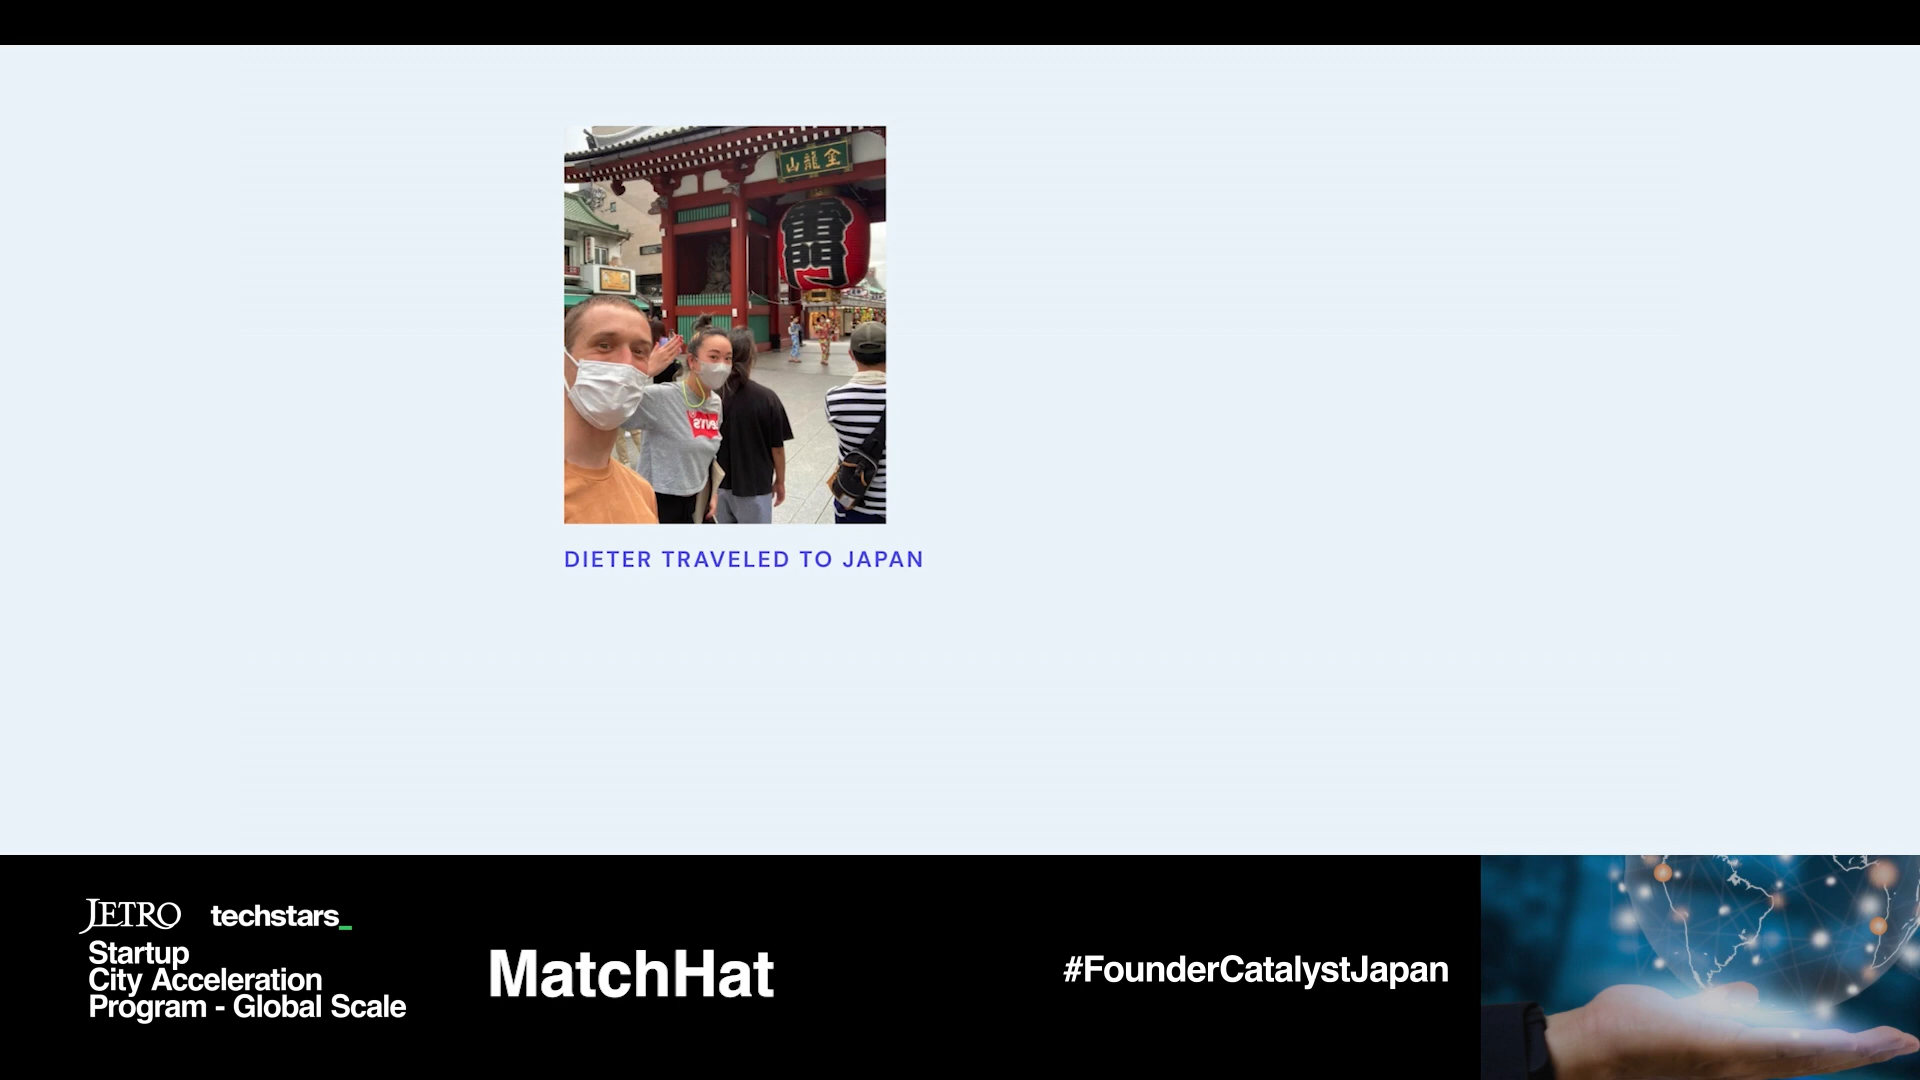 金龍山
雷門
Levi's
DIETER TRAVELED TO JAPAN
JETRO
techstars_
Startup
City Acceleration
Program - Global Scale
MatchHat
#FounderCatalystJapan